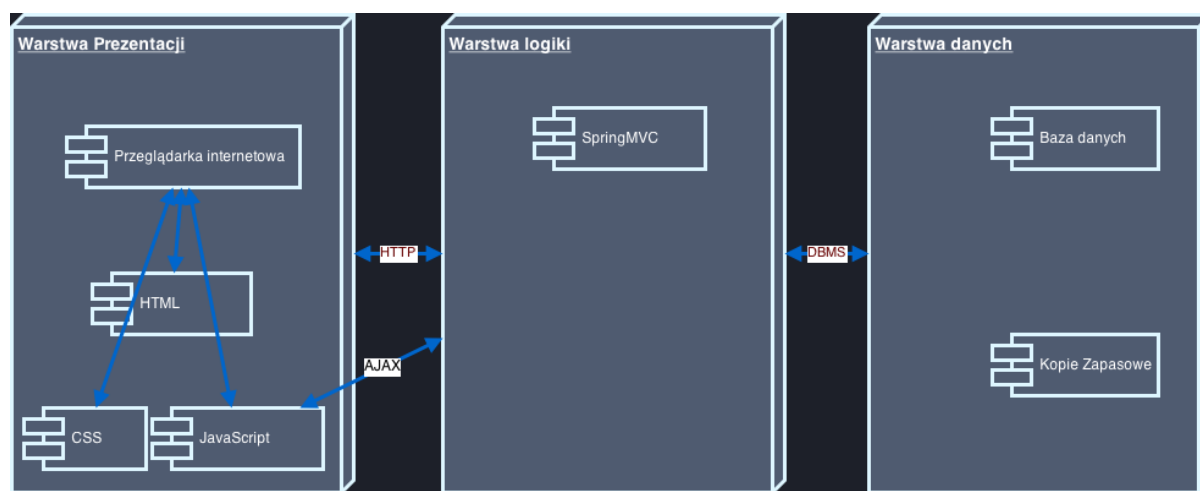 Warstwa Prezentacji
Przeglądarka internetowa
HTML
CSS
JavaScript
HTTP
AJAX
Warstwa logiki
SpringMVC
DBMS
Warstwa danych
Baza danych
Kopie Zapasowe